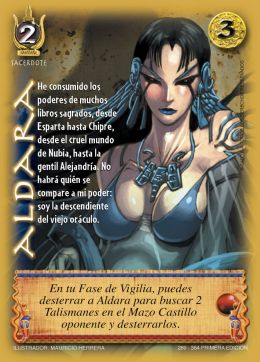 2
3
SACERDOTE
ALDARA
He consumido los
poderes de muchos
libros sagrados, desde
Esparta hasta Chipre,
desde el cruel mundo
de Nubia, hasta la
gentil Alejandría. No
habrá quién se
compare a mi poder:
soy la descendiente
del viejo oráculo.
En tu Fase de Vigilia, puedes
desterrar a Aldara para buscar 2
Talismanes en el Mazo Castillo
oponente y desterrarlos.
ILUSTRADOR: MAURICIO HERRERA
269 - 364 PRIMERA EDICIÓN